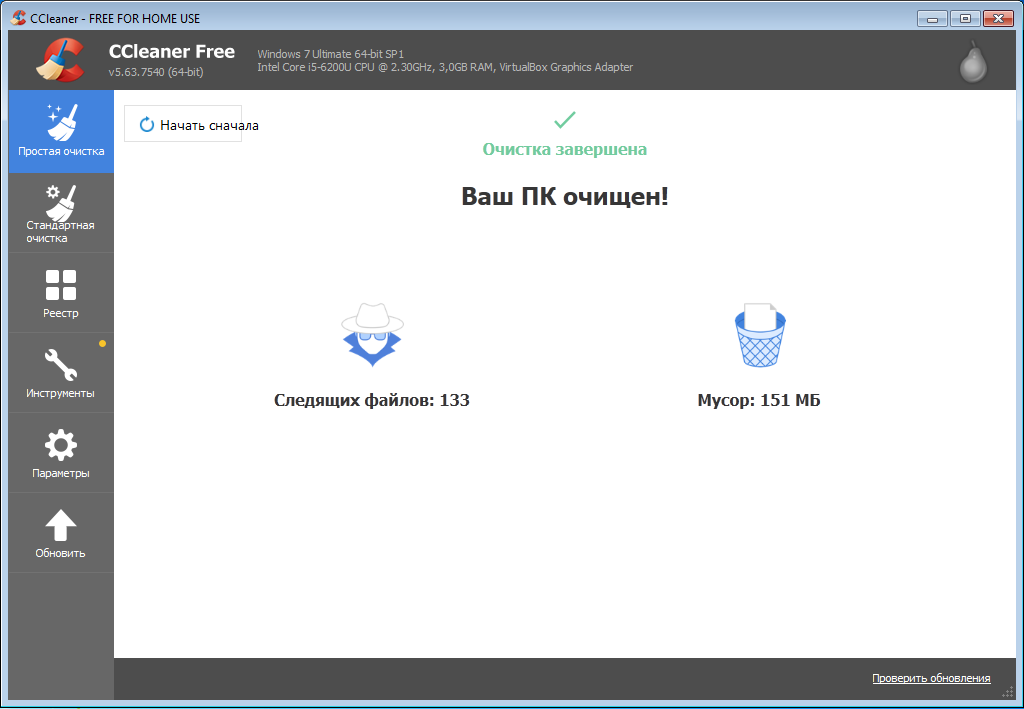 CCleaner - FREE FOR HOME USE
CCleaner Free
v5.63.7540 (64-bit)
Windows 7 Ultimate 64-bit SP1
Intel Core i5-6200U CPU @ 2.30GHz, 3,0GB RAM, VirtualBox Graphics Adapter
Простая очистка
Стандартная
очистка
Реестр
Инструменты
Параметры
Обновить
Начать сначала
Очистка завершена
Ваш ПК очищен!
Следящих файлов: 133
Мусор: 151 МБ
Проверить обновления